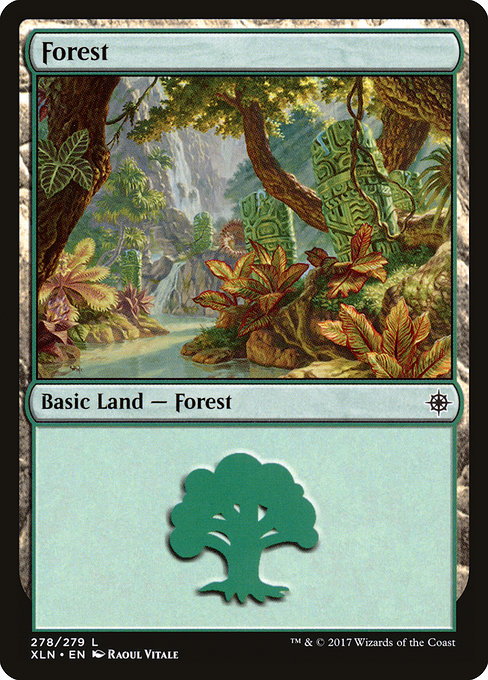 Forest
Basic Land — Forest
278/279 L
XLN • EN Raoul Vitale
™ & © 2017 Wizards of the Coast